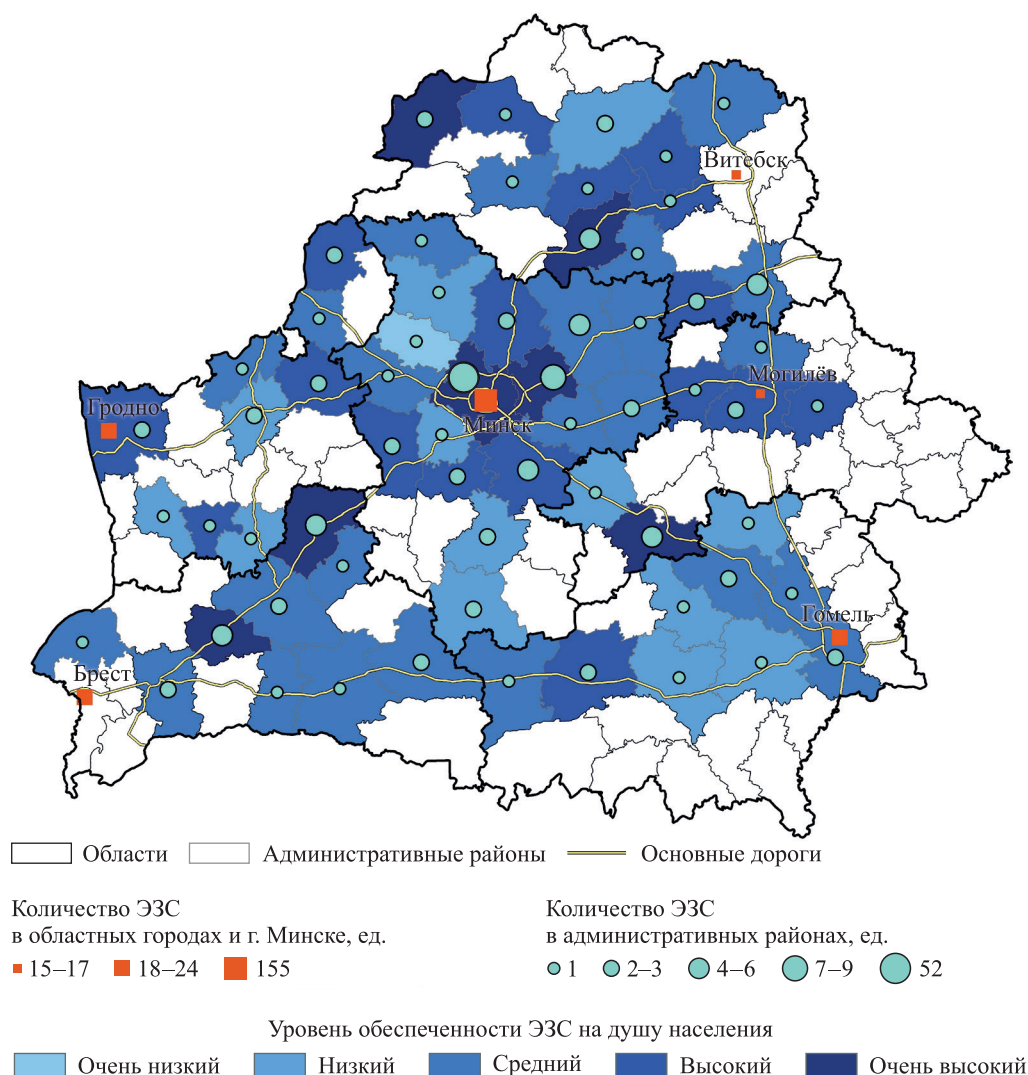 Витебск
Гродно
Минск
Могилёв
Гомель
Брест
Области
Административные районы
Основные дороги
Количество ЭЗС
в областных городах и г. Минске, ед.
15–17
18–24
155
Количество ЭЗС
в административных районах, ед.
1
2–3
4–6
7–9
52
Уровень обеспеченности ЭЗС на душу населения
Очень низкий
Низкий
Средний
Высокий
Очень высокий